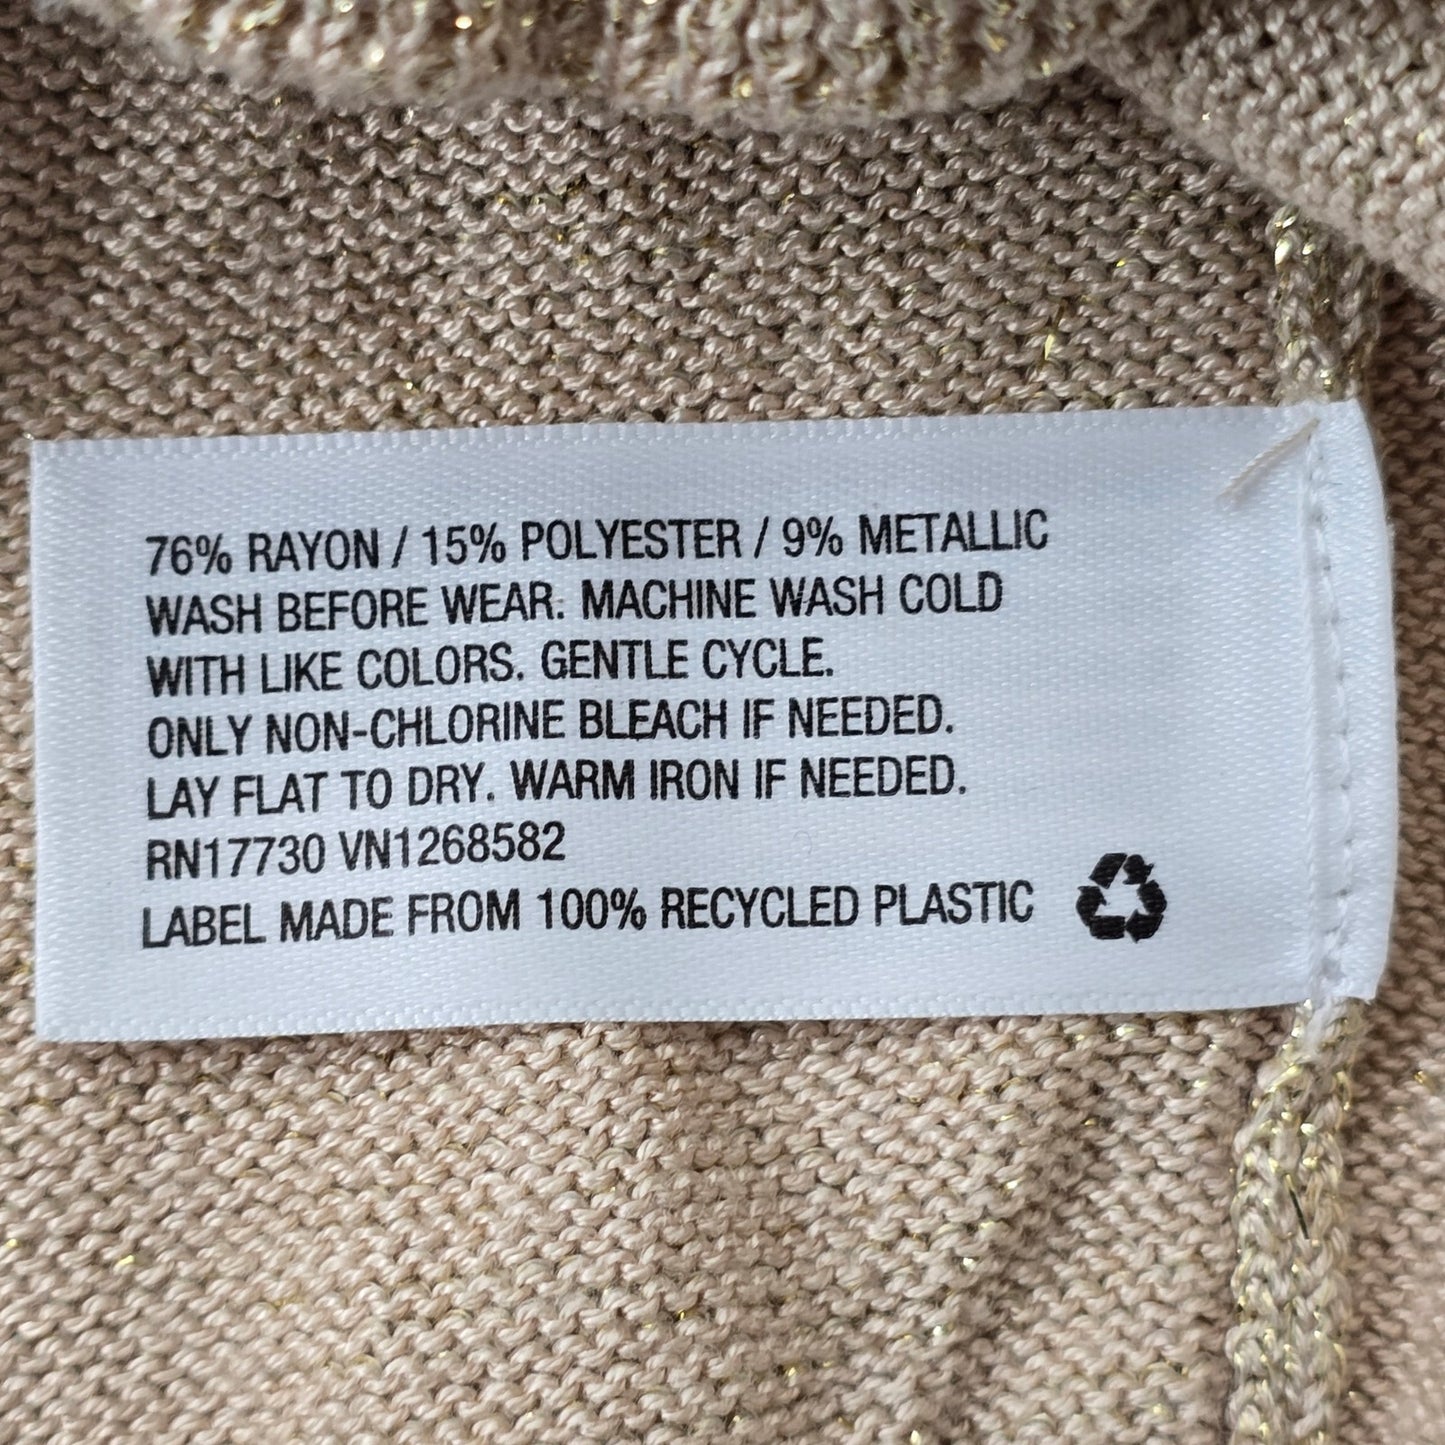 76% RAYON / 15% POLYESTER / 9% METALLIC
WASH BEFORE WEAR. MACHINE WASH COLD
WITH LIKE COLORS. GENTLE CYCLE.
ONLY NON-CHLORINE BLEACH IF NEEDED.
LAY FLAT TO DRY. WARM IRON IF NEEDED.
RN17730 VN1268582
LABEL MADE FROM 100% RECYCLED PLASTIC